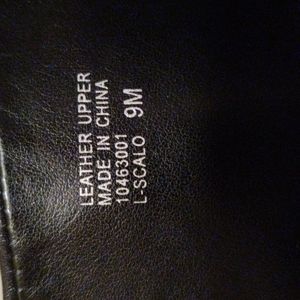 LEATHER UPPER
MADE IN CHINA
10463001
L-SCALO 9M